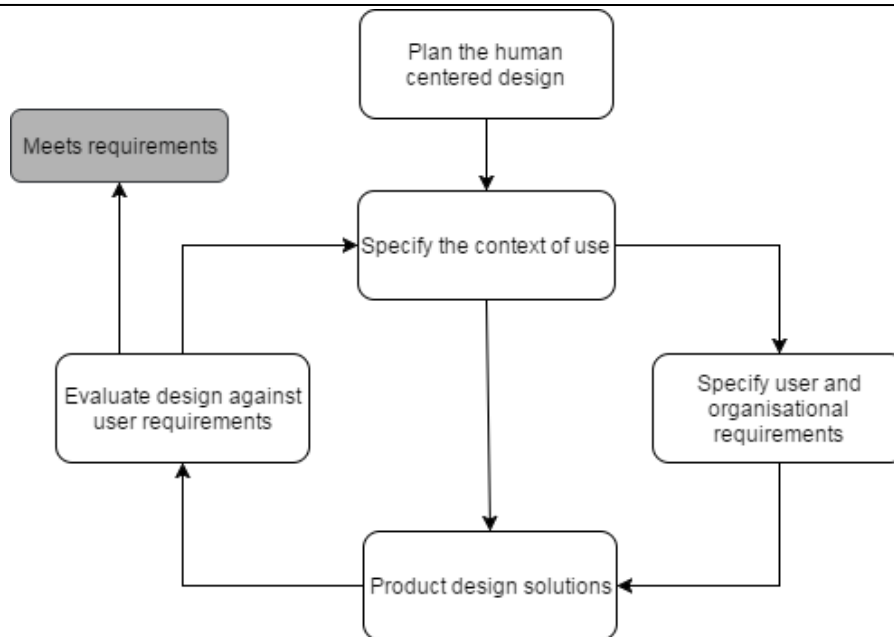 Plan the human
centered design
Meets requirements
Specify the context of use
Evaluate design against
user requirements
Specify user and
organisational
requirements
Product design solutions